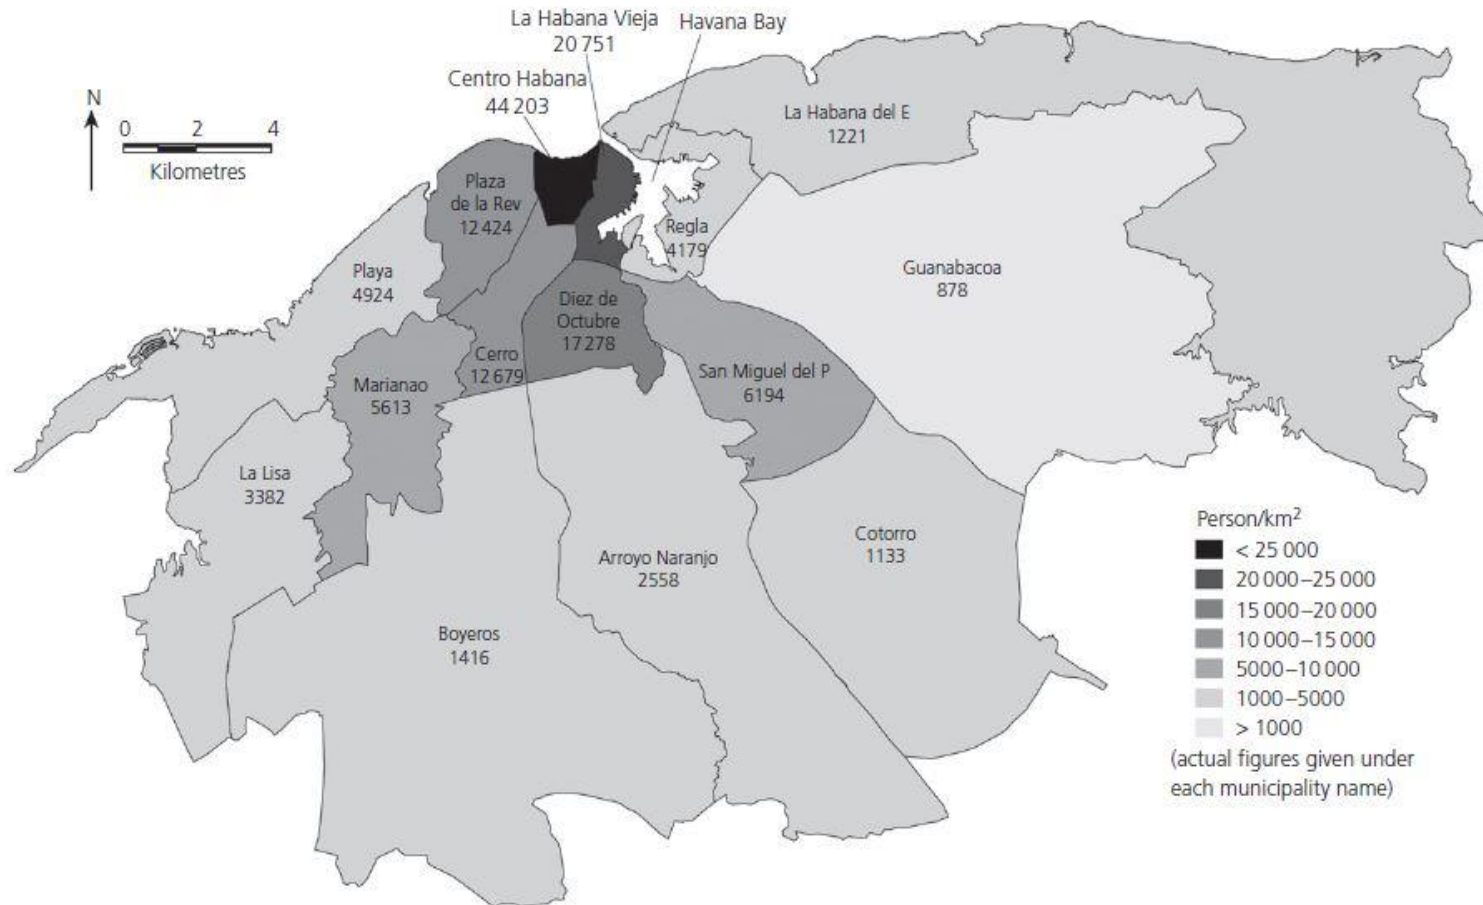 La Habana Vieja
20 751
Havana Bay
Centro Habana
44 203
N
0 2 4
Kilometres
La Habana del E
1221
Plaza
de la Rev
12 424
Regla
4179
Playa
4924
Guanabacoa
878
Diez de
Octubre
17 278
Cerro
12 679
Marianao
5613
San Miguel del P
6194
La Lisa
3382
Cotorro
1133
Arroyo Naranjo
2558
Boyeros
1416
Person/km²
< 25 000
20 000–25 000
15 000–20 000
10 000–15 000
5000–10 000
1000–5000
> 1000
(actual figures given under
each municipality name)